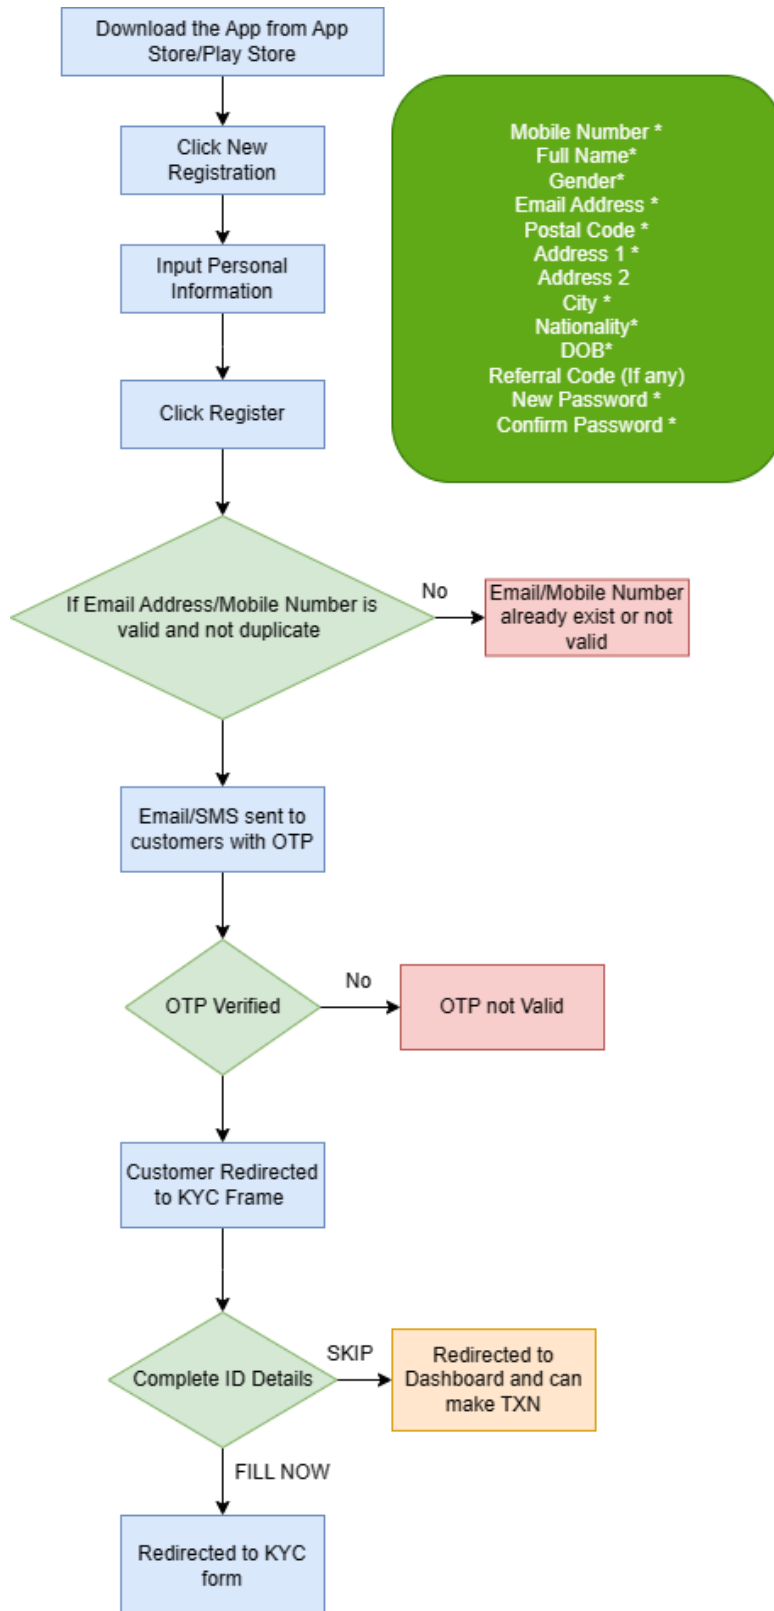 Download the App from App
Store/Play Store
Click New
Registration
Input Personal
Information
Click Register
Mobile Number *
Full Name*
Gender*
Email Address *
Postal Code *
Address 1 *
Address 2
City *
Nationality*
DOB*
Referral Code (If any)
New Password *
Confirm Password *
If Email Address/Mobile Number is
valid and not duplicate
No
Email/Mobile Number
already exist or not
valid
Email/SMS sent to
customers with OTP
OTP Verified
No
OTP not Valid
Customer Redirected
to KYC Frame
Complete ID Details
SKIP
Redirected to
Dashboard and can
make TXN
FILL NOW
Redirected to KYC
form